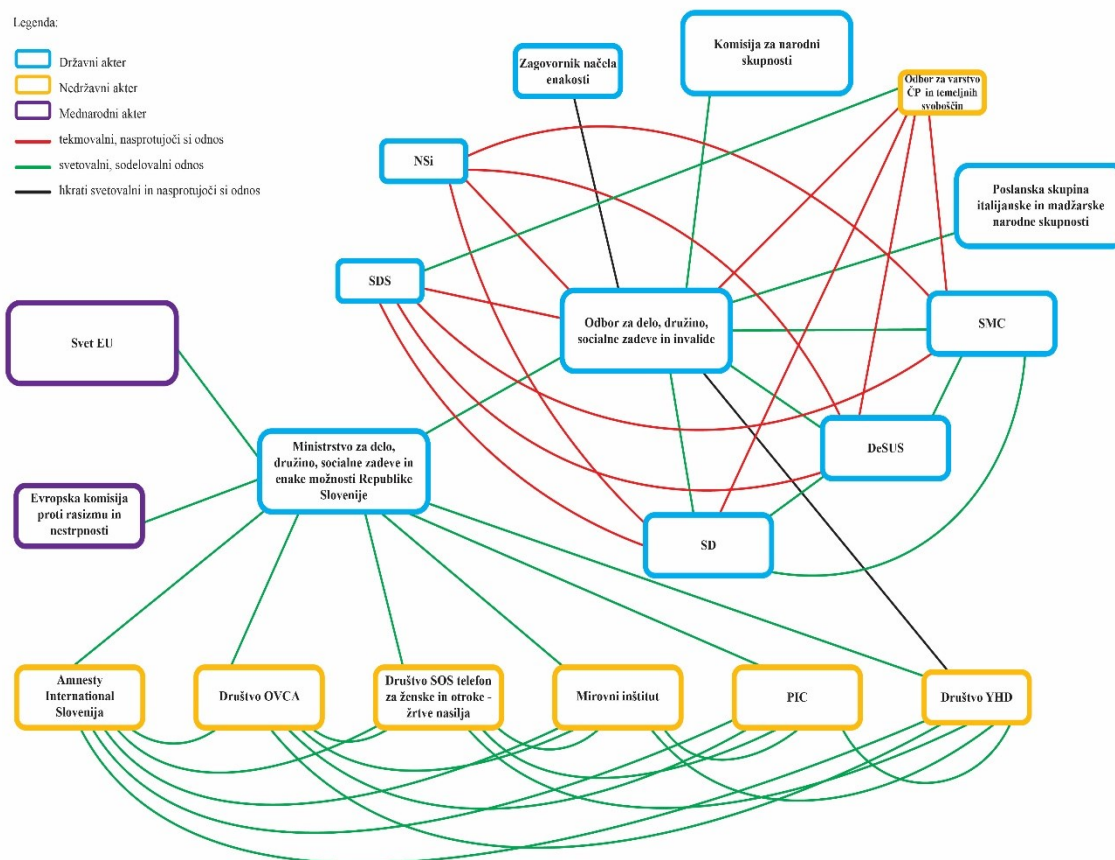 Legenda:
Državni akter
Nedržavni akter
Mednarodni akter
tekmovalni, nasprotujoči si odnos
svetovalni, sodelovalni odnos
hkrati svetovalni in nasprotujoči si odnos
Zagovornik načela
enakosti
Komisija za narodni
skupnosti
Odbor za varstvo
ČP in temeljnih
svoboščin
NSi
Poslanska skupina
italijanske in madžarske
narodne skupnosti
SDS
Odbor za delo, družino,
socialne zadeve in invalide
SMC
Svet EU
Ministrstvo za delo,
družino, socialne zadeve in
enake možnosti Republike
Slovenije
DeSUS
Evropska komisija
proti rasizmu in
nestrpnosti
SD
Amnesty
International
Slovenija
Društvo OVCA
Društvo SOS telefon
za ženske in otroke -
žrtve nasilja
Mirovni inštitut
PIC
Društvo YHD